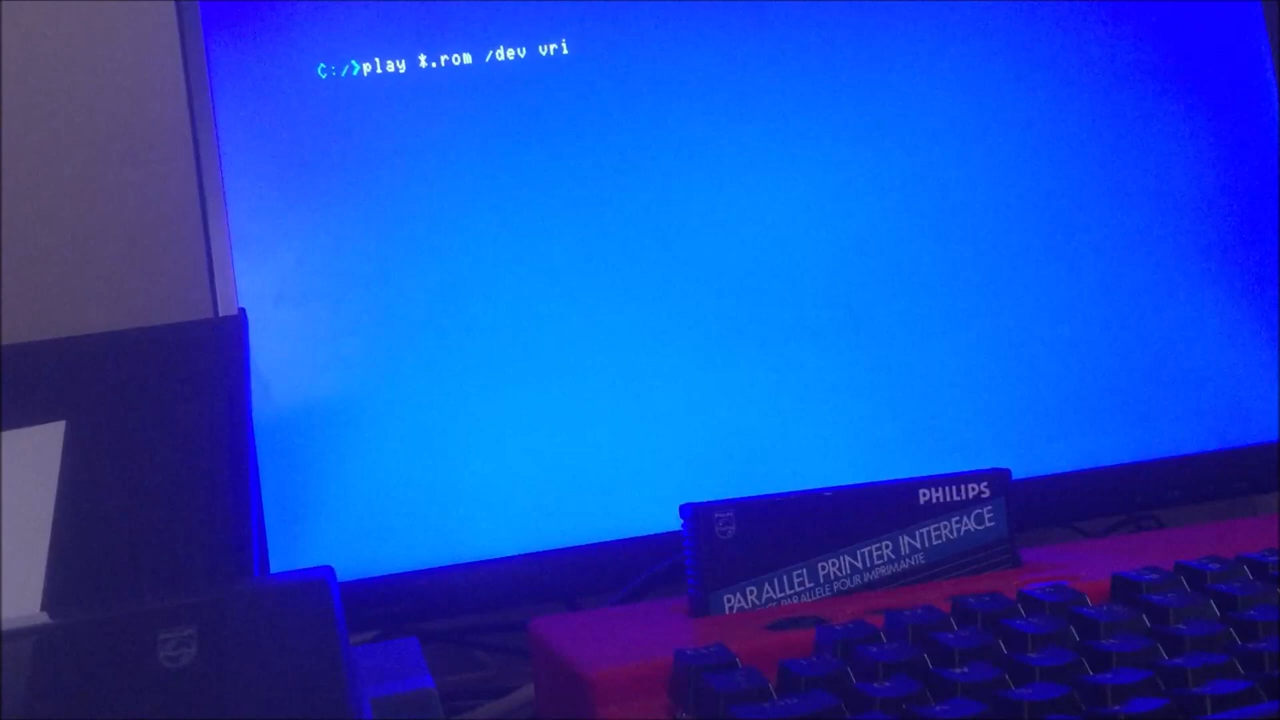 C:/>play *.rom /dev vri
PHILIPS
PARALLEL PRINTER INTERFACE
PARALLELE POUR IMPRIMANTE